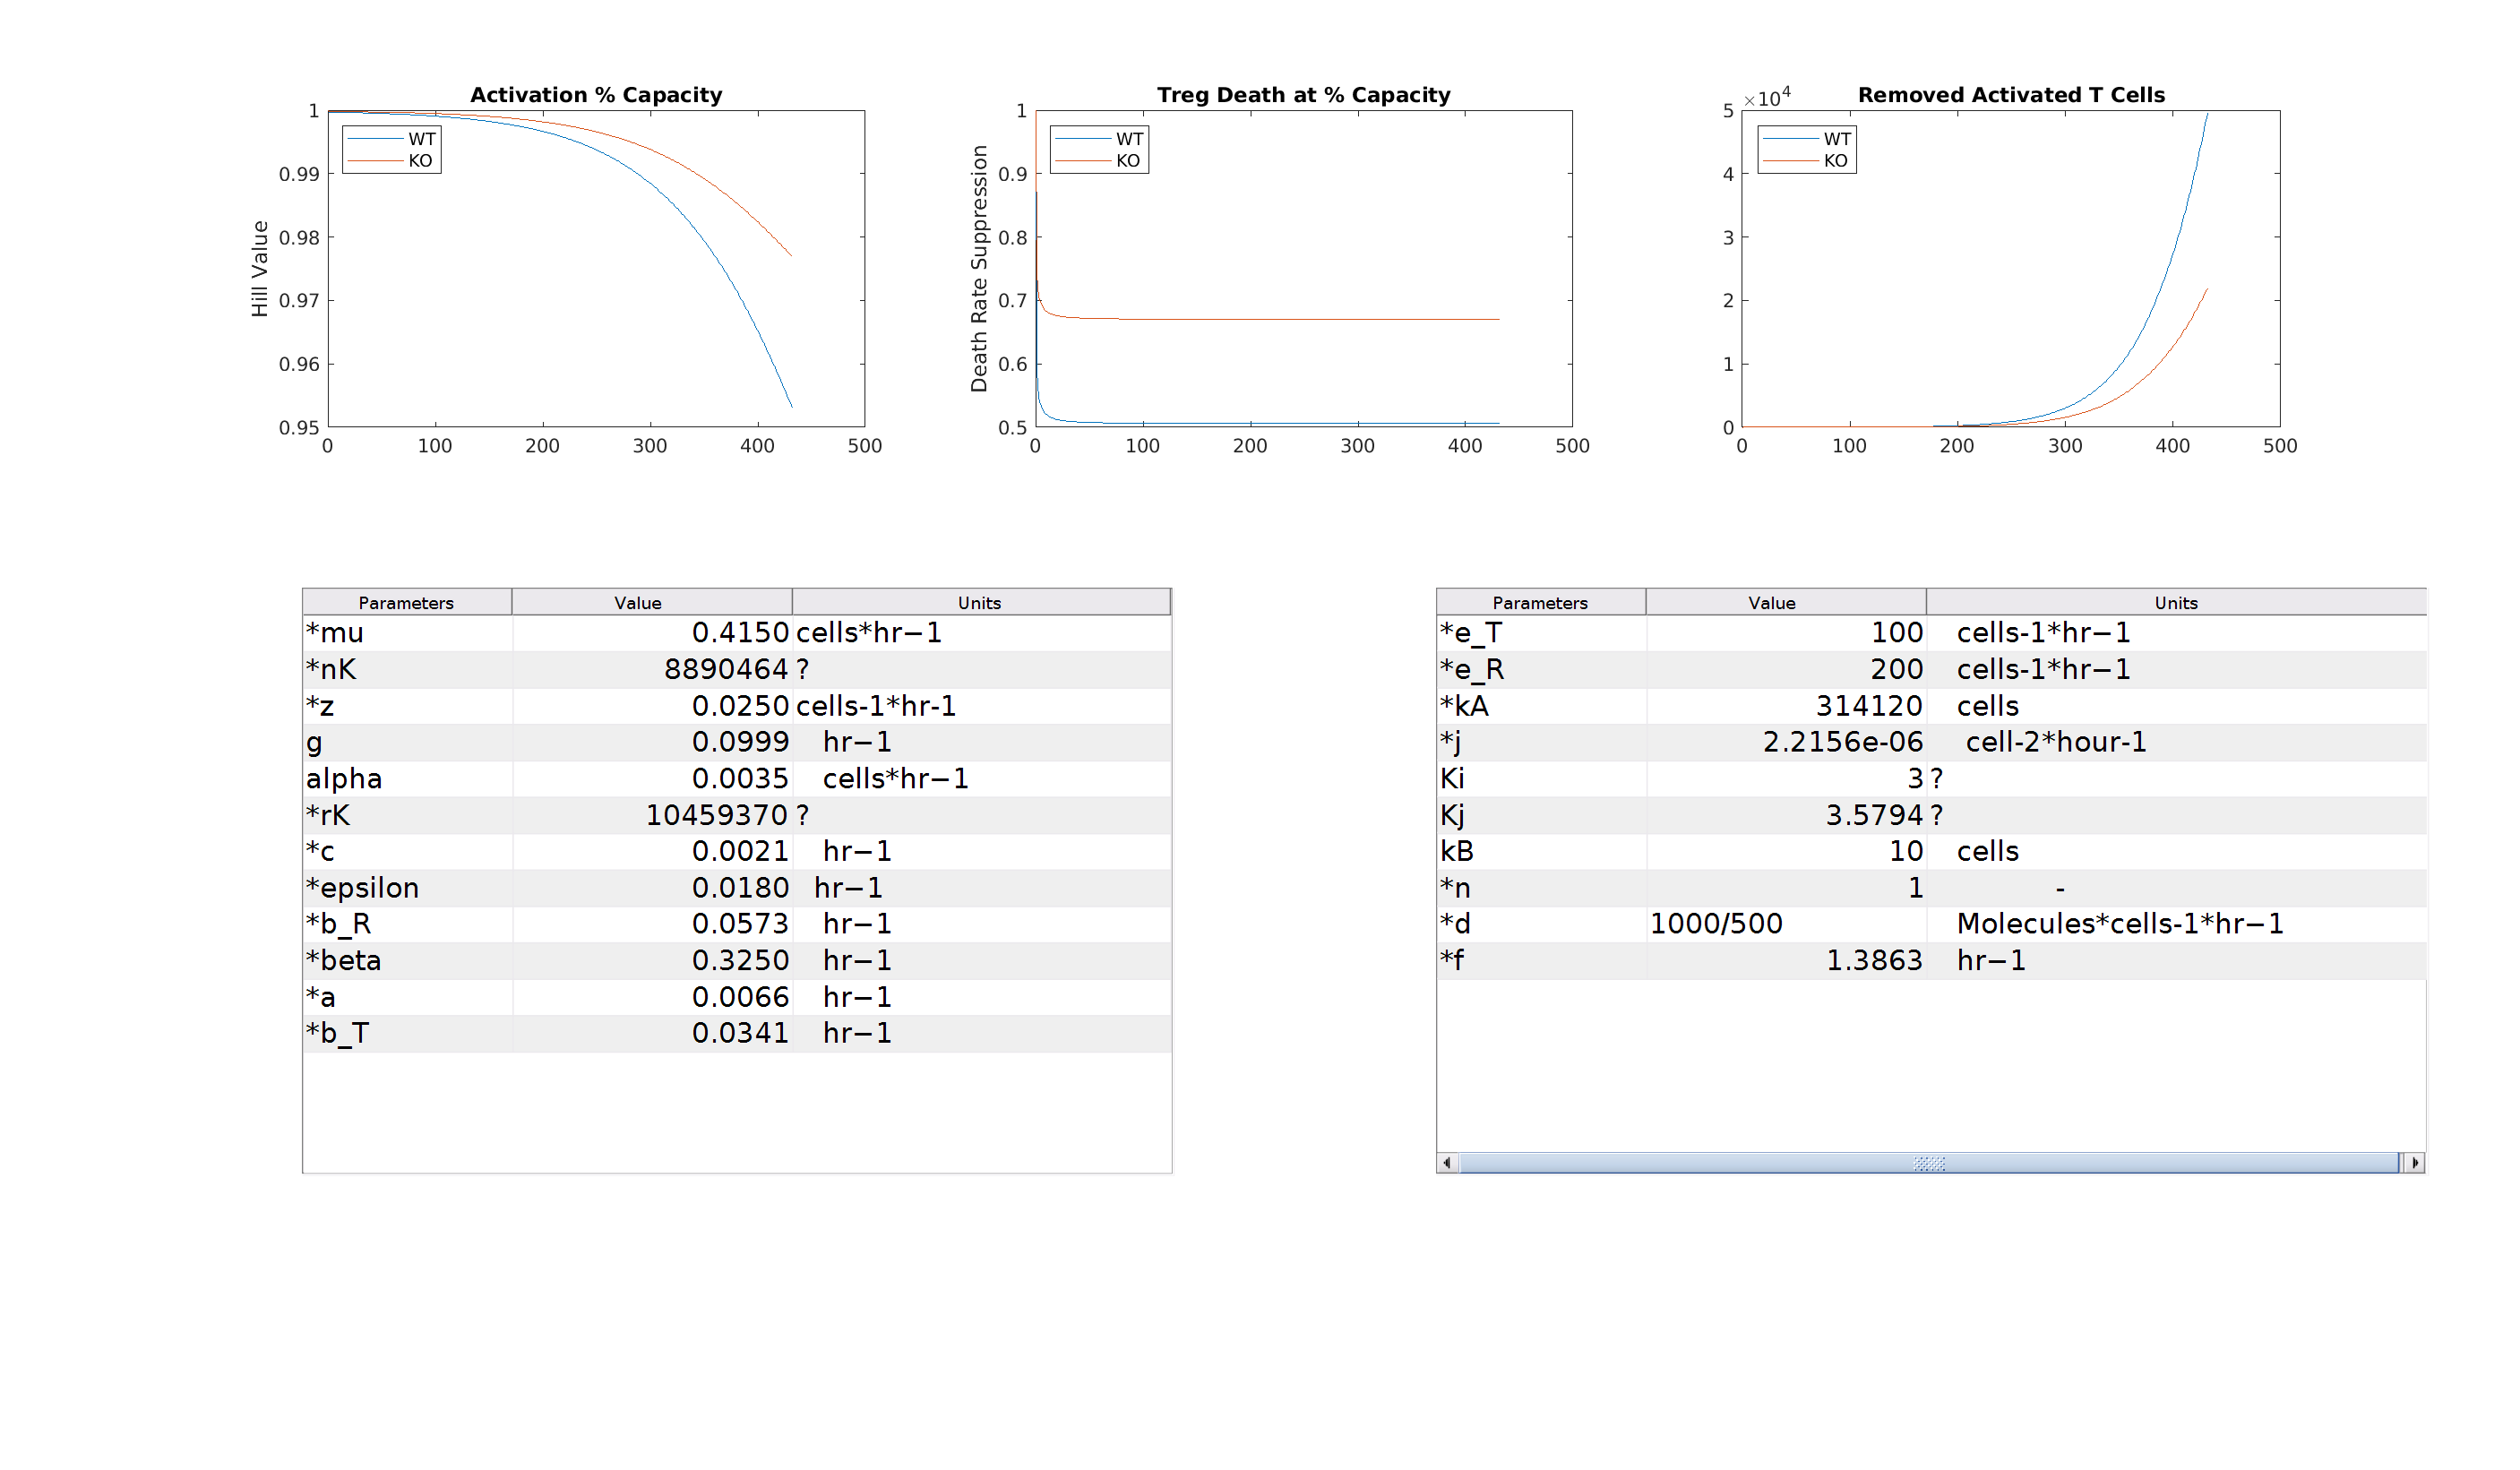 Activation % Capacity
Hill Value
1
0.99
0.98
0.97
0.96
0.95
WT
KO
0 100 200 300 400 500
Treg Death at % Capacity
Death Rate Suppression
1
0.9
0.8
0.7
0.6
0.5
WT
KO
0 100 200 300 400 500
Removed Activated T Cells
×10^4
5
4
3
2
1
0
WT
KO
0 100 200 300 400 500
Parameters Value Units
*mu 0.4150 cells*hr−1
*nK 8890464 ?
*z 0.0250 cells-1*hr-1
g 0.0999 hr−1
alpha 0.0035 cells*hr−1
*rK 10459370 ?
*c 0.0021 hr−1
*epsilon 0.0180 hr−1
*b_R 0.0573 hr−1
*beta 0.3250 hr−1
*a 0.0066 hr−1
*b_T 0.0341 hr−1
Parameters Value Units
*e_T 100 cells-1*hr−1
*e_R 200 cells-1*hr−1
*kA 314120 cells
*j 2.2156e-06 cell-2*hour-1
Ki 3 ?
Kj 3.5794 ?
kB 10 cells
*n 1 -
*d 1000/500 Molecules*cells-1*hr−1
*f 1.3863 hr−1